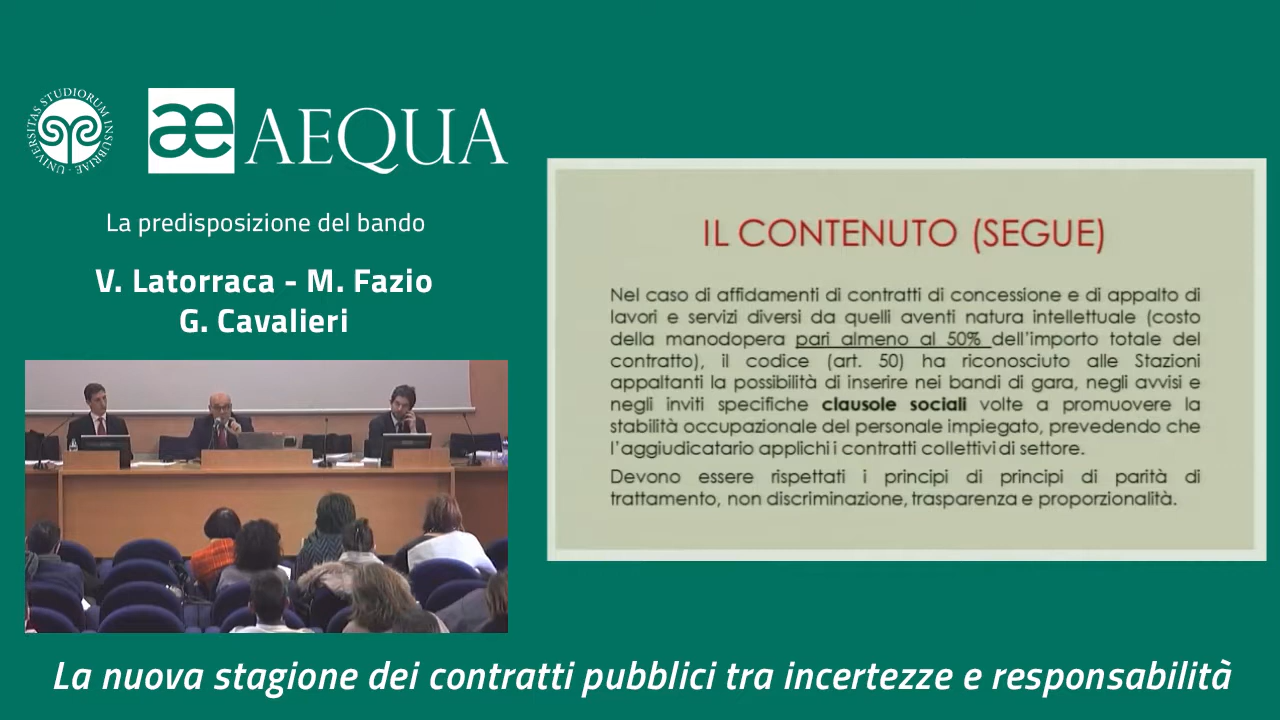 UNIVERSITAS STUDIORUM INSUBRIAE
æ AEQUA
La predisposizione del bando
V. Latorraca - M. Fazio
G. Cavalieri
IL CONTENUTO (SEGUE)
Nel caso di affidamenti di contratti di concessione e di appalto di
lavori e servizi diversi da quelli aventi natura intellettuale (costo
della manodopera pari almeno al 50% dell'importo totale del
contratto), il codice (art. 50) ha riconosciuto alle Stazioni
appaltanti la possibilità di inserire nei bandi di gara, negli avvisi e
negli inviti specifiche clausole sociali volte a promuovere la
stabilità occupazionale del personale impiegato, prevedendo che
l'aggiudicatario applichi i contratti collettivi di settore.
Devono essere rispettati i principi di principi di parità di
trattamento, non discriminazione, trasparenza e proporzionalità.
La nuova stagione dei contratti pubblici tra incertezze e responsabilità